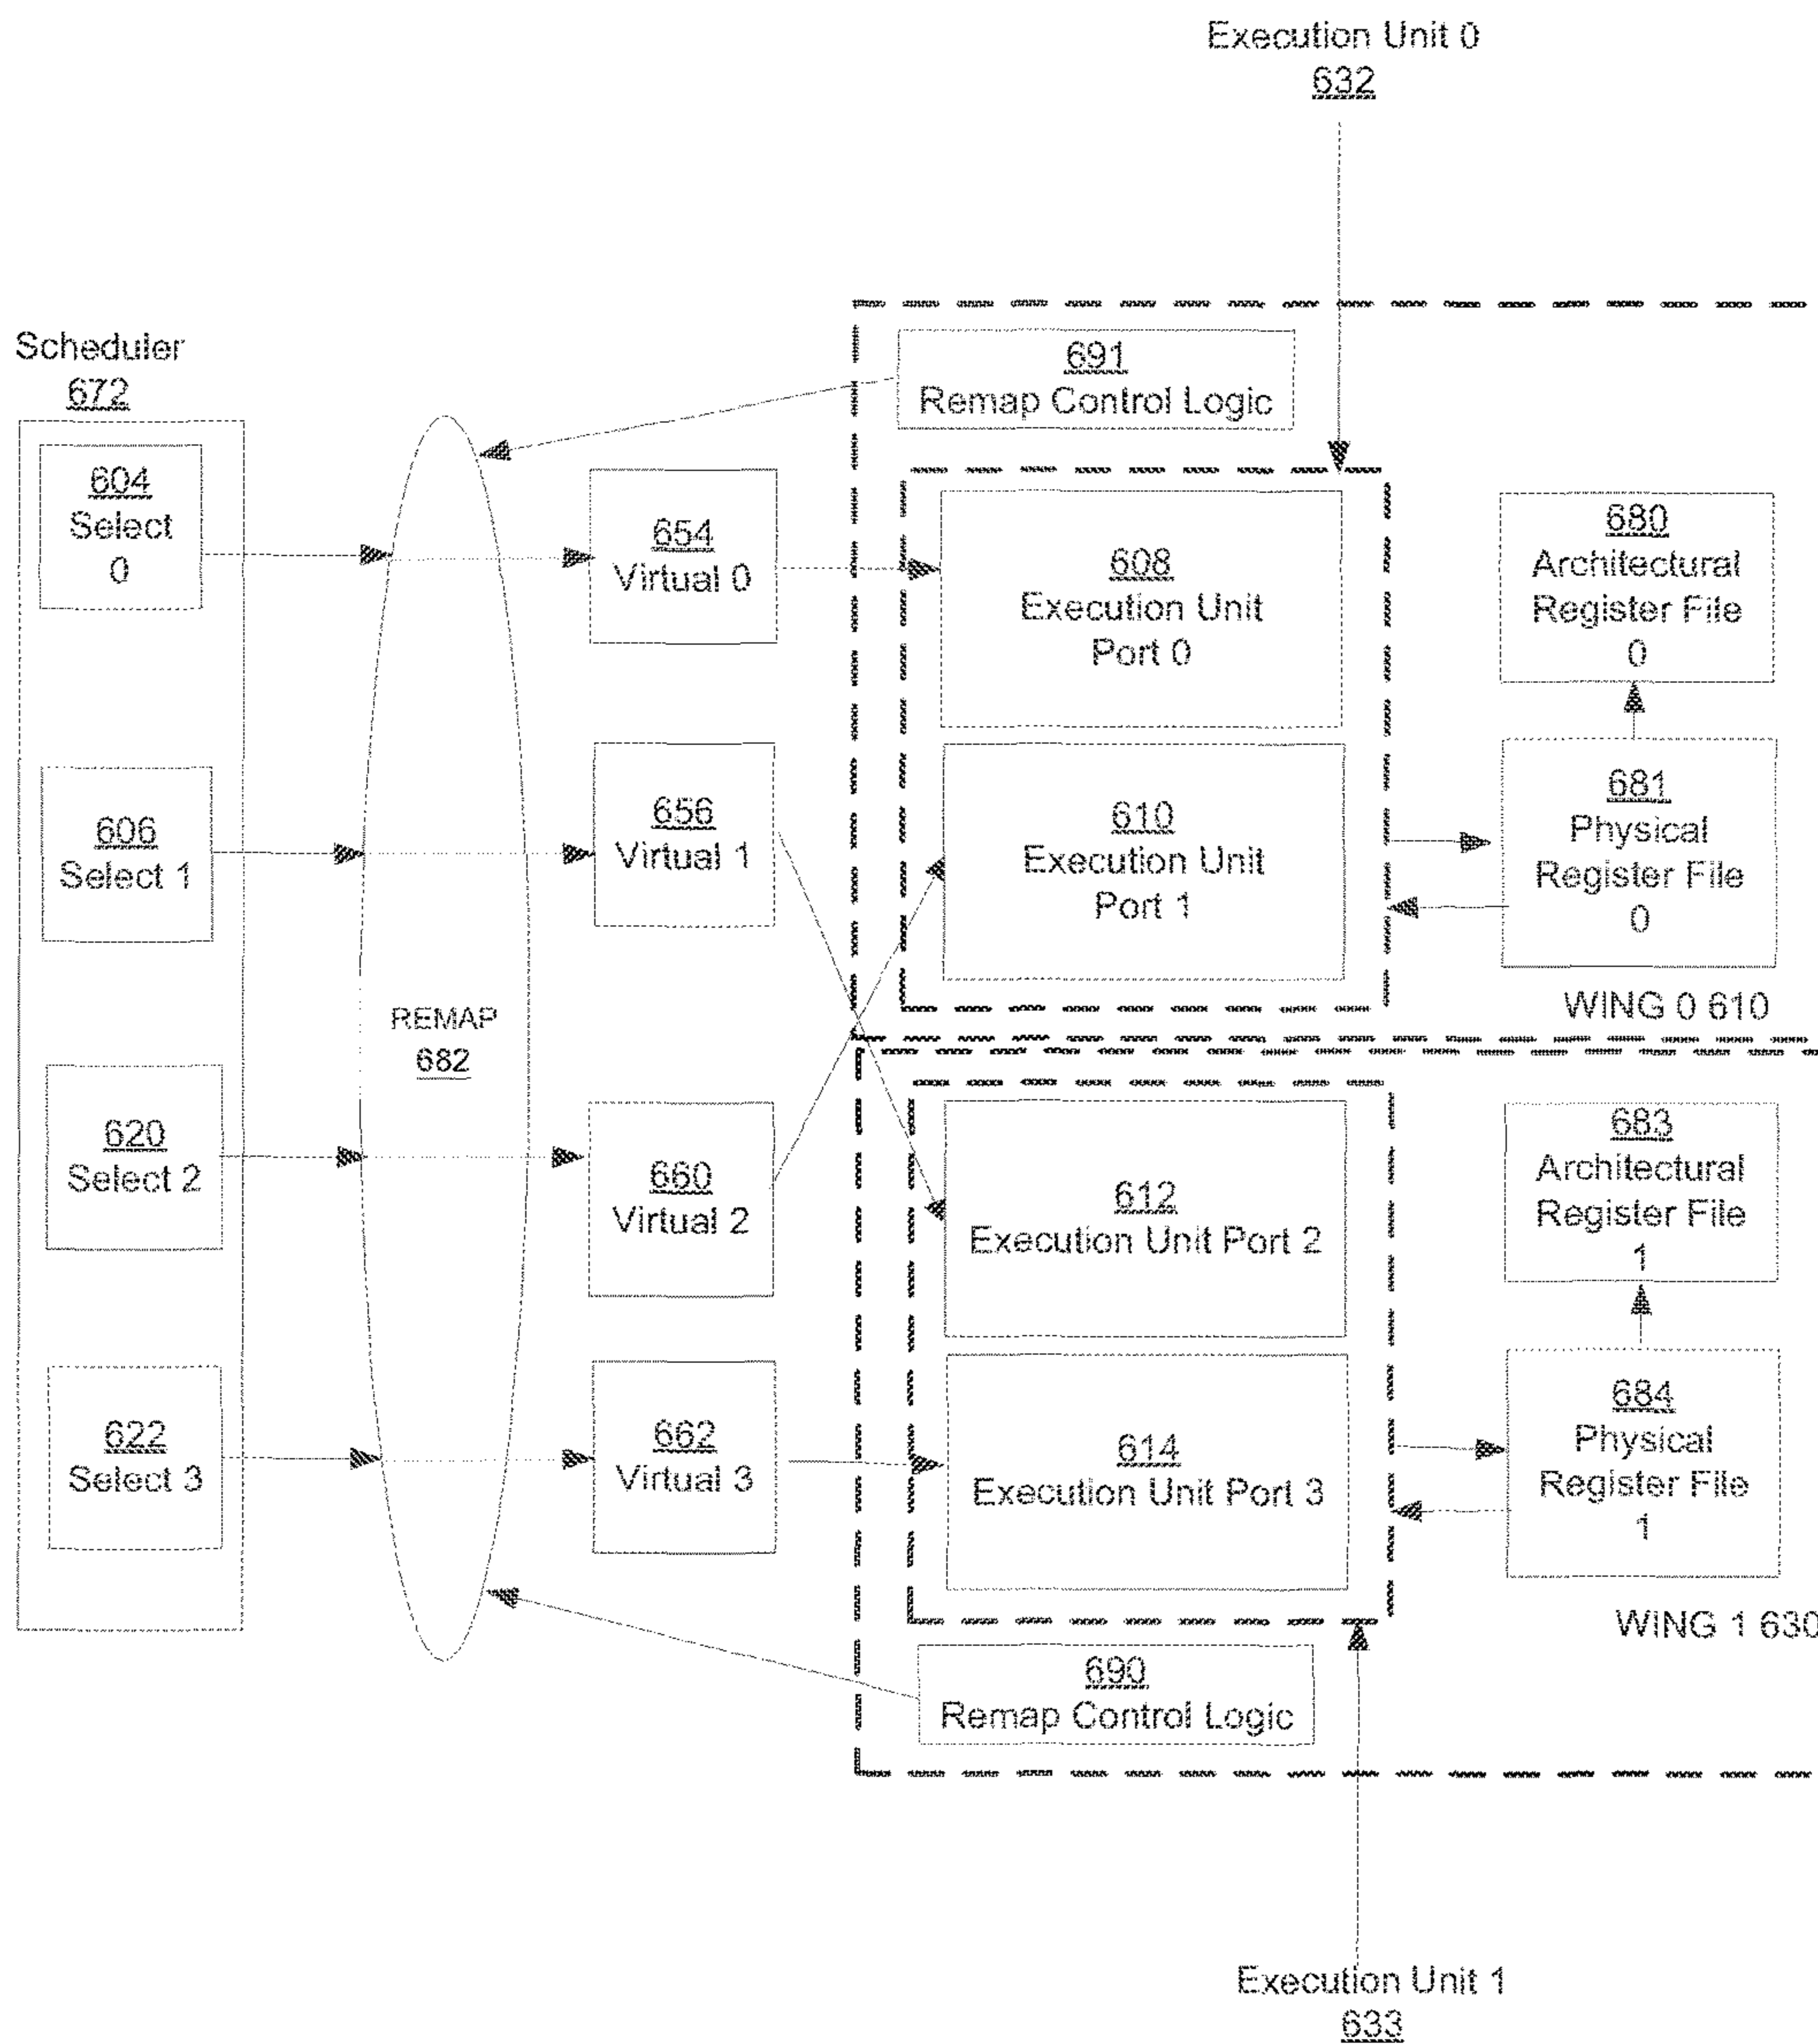 Execution Unit 0
632
Scheduler
672
691
Remap Control Logic
604
Select
0
654
Virtual 0
608
Execution Unit
Port 0
680
Architectural
Register File
0
606
Select 1
656
Virtual 1
610
Execution Unit
Port 1
681
Physical
Register File
0
WING 0 610
REMAP
682
620
Select 2
660
Virtual 2
612
Execution Unit Port 2
683
Architectural
Register File
1
622
Select 3
662
Virtual 3
614
Execution Unit Port 3
684
Physical
Register File
1
WING 1 630
690
Remap Control Logic
Execution Unit 1
633